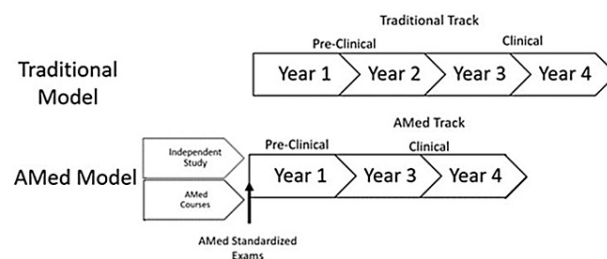 Traditional Track
Pre-Clinical
Clinical
Traditional
Model
Year 1
Year 2
Year 3
Year 4
AMed Track
Pre-Clinical
Clinical
AMed Model
Independent
Study
AMed
Courses
Year 1
Year 3
Year 4
AMed Standardized
Exams